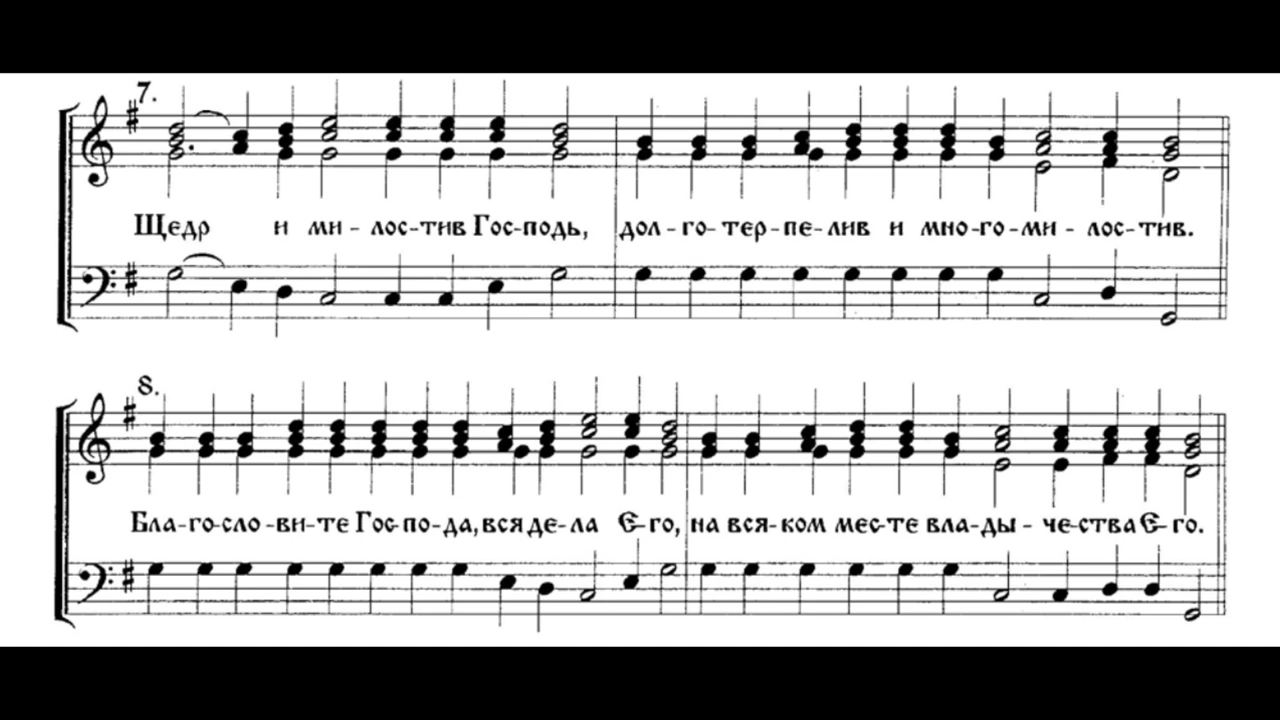 7.
Щедр и ми - лос-тив Гос-подь, дол-го-тер-пе-лив и мно-го-ми - лос-тив.
8.
Бла-го-сло-ви-те Гос-по-да, вся де-ла Е-го, на вся-ком мес-те вла-ды - че-ства Е-го.